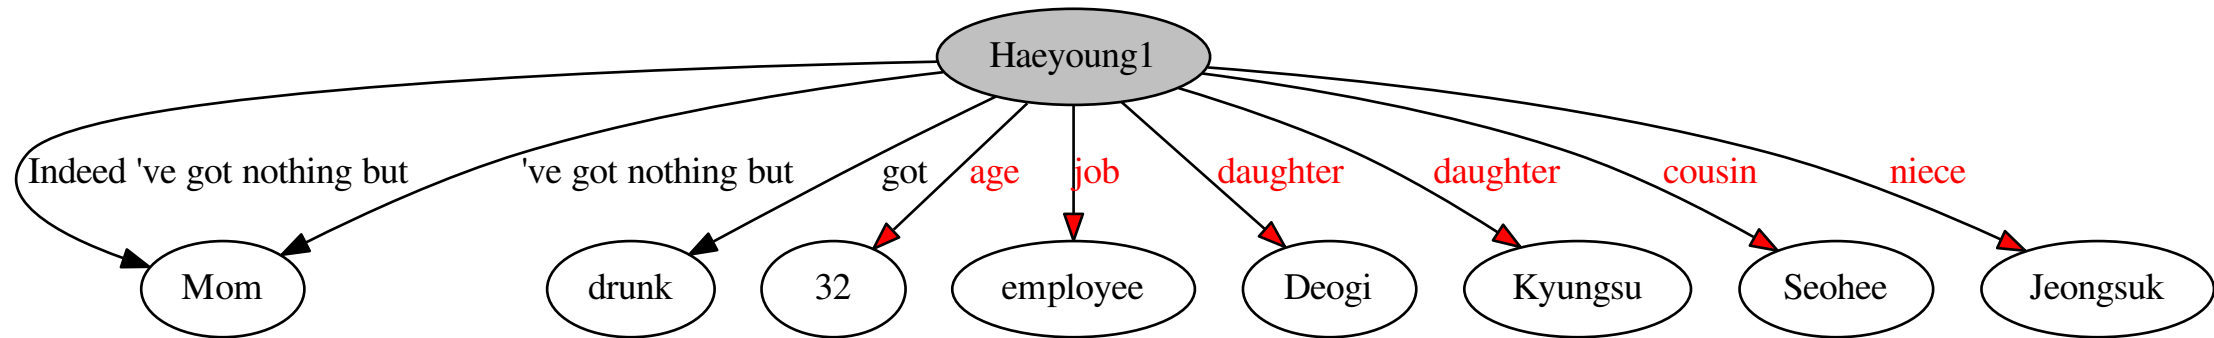 Haeyoung1
Indeed 've got nothing but
've got nothing but
got
age
job
daughter
daughter
cousin
niece
Mom
drunk
32
employee
Deogi
Kyungsu
Seohee
Jeongsuk